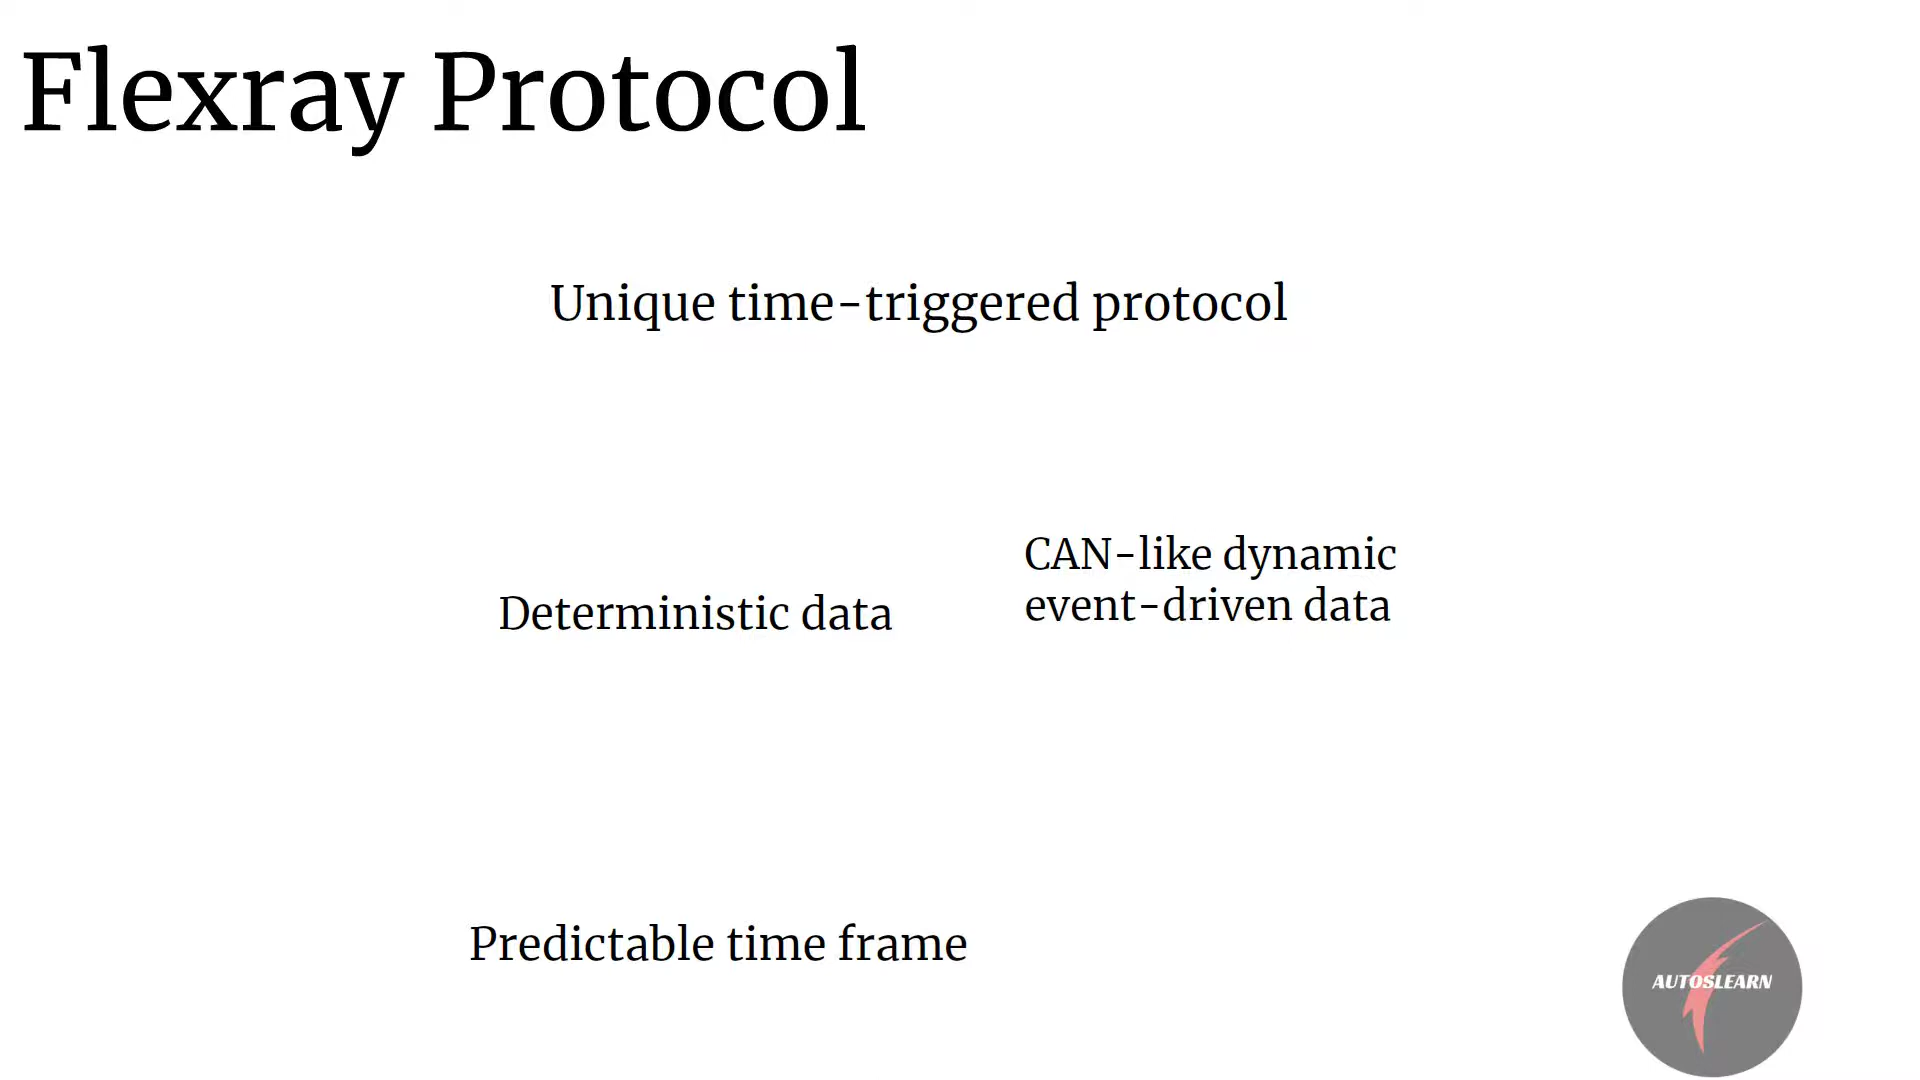 Flexray Protocol
Unique time-triggered protocol
CAN-like dynamic
event-driven data
Deterministic data
Predictable time frame
AUTOSLEARN